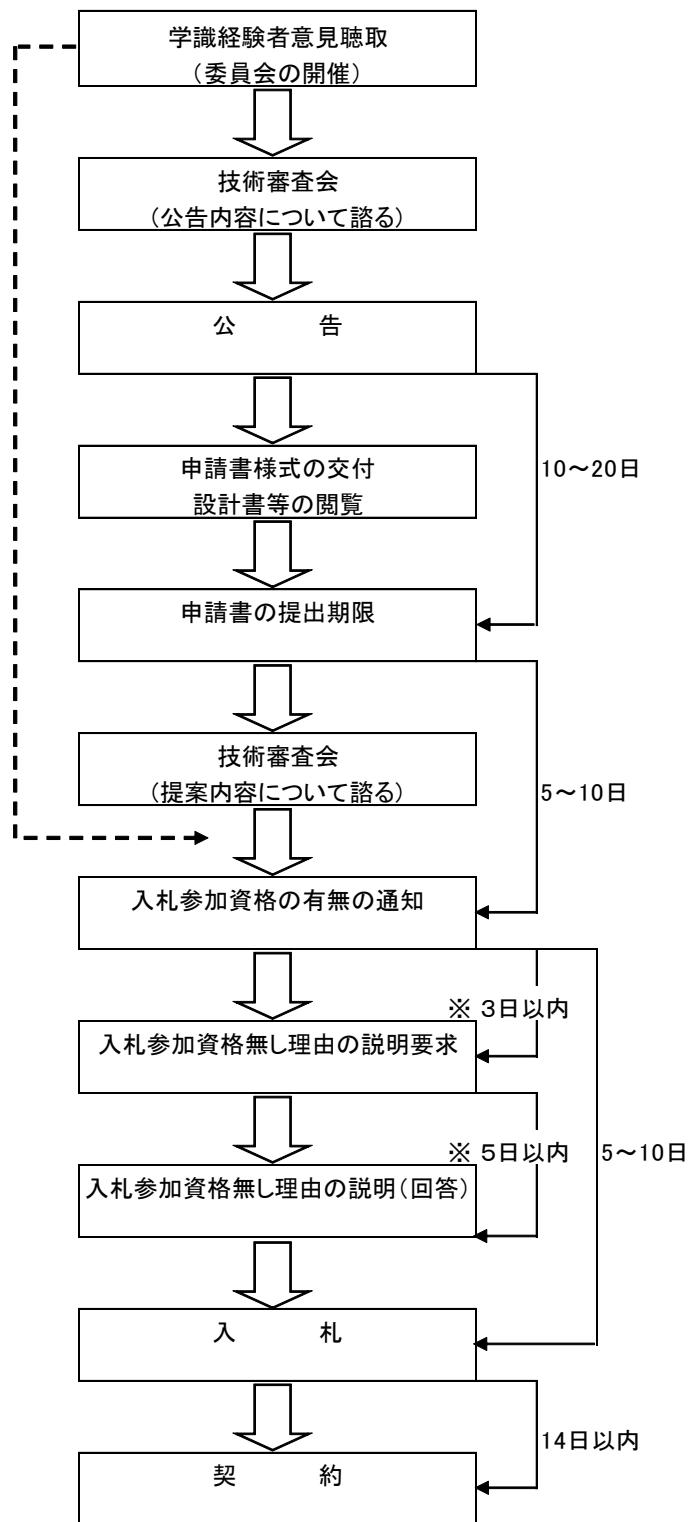 学識経験者意見聴取
（委員会の開催）
技術審査会
（公告内容について諮る）
公　　　告
申請書様式の交付
設計書等の閲覧
10～20日
申請書の提出期限
技術審査会
（提案内容について諮る）
5～10日
入札参加資格の有無の通知
※ 3日以内
入札参加資格無し理由の説明要求
※ 5日以内
5～10日
入札参加資格無し理由の説明（回答）
入　　　札
14日以内
契　　　約